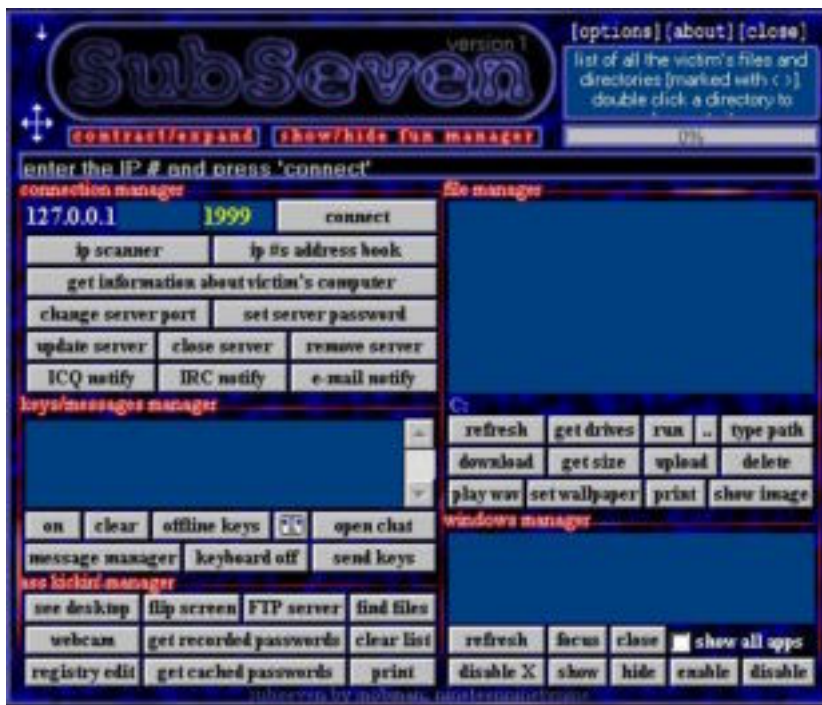 SubSeven
version 1
[options] [about] [close]
list of all the victim's files and
directories [marked with < >].
double click a directory to
contract/expand show/hide fun manager
0%
enter the IP # and press 'connect'
connection manager
127.0.0.1 1999 connect
ip scanner ip #s address book
get information about victim's computer
change server port set server password
update server close server remove server
ICQ notify IRC notify e-mail notify
keys/messages manager
on clear offline keys open chat
message manager keyboard off send keys
ass kickin' manager
see desktop flip screen FTP server find files
webcam get recorded passwords clear list
registry edit get cached passwords print
file manager
C:
refresh get drives run .. type path
download get size upload delete
play wav set wallpaper print show image
windows manager
refresh focus close show all apps
disable X show hide enable disable
subseven by mobman,